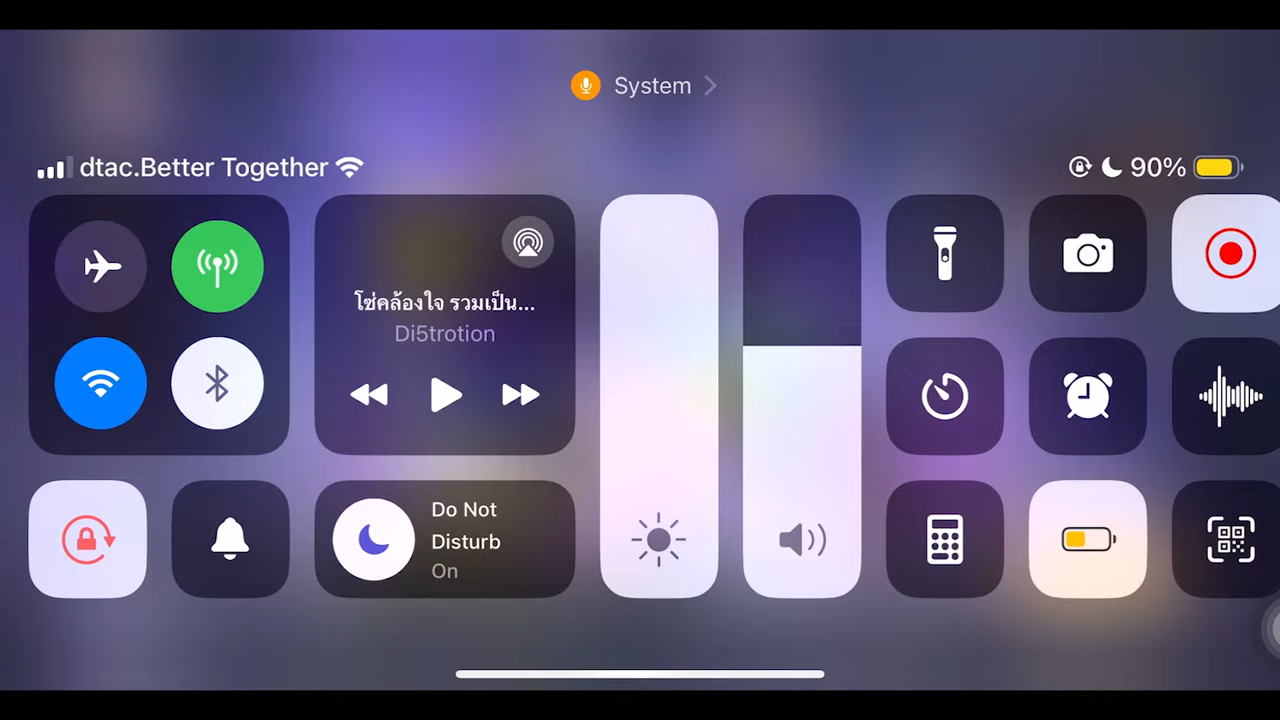 System
dtac.Better Together
90%
โซ่คล้องใจ รวมเป็น...
Di5trotion
Do Not
Disturb
On